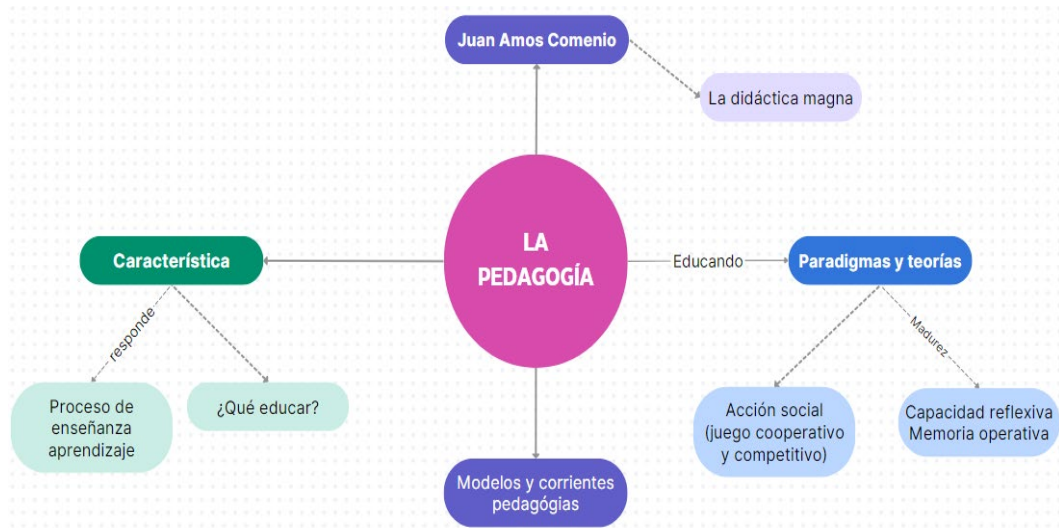 Juan Amos Comenio
La didáctica magna
LA
PEDAGOGÍA
Característica
Educando
Paradigmas y teorías
responde
Madurez
Proceso de
enseñanza
aprendizaje
¿Qué educar?
Acción social
(juego cooperativo
y competitivo)
Capacidad reflexiva
Memoria operativa
Modelos y corrientes
pedagógias